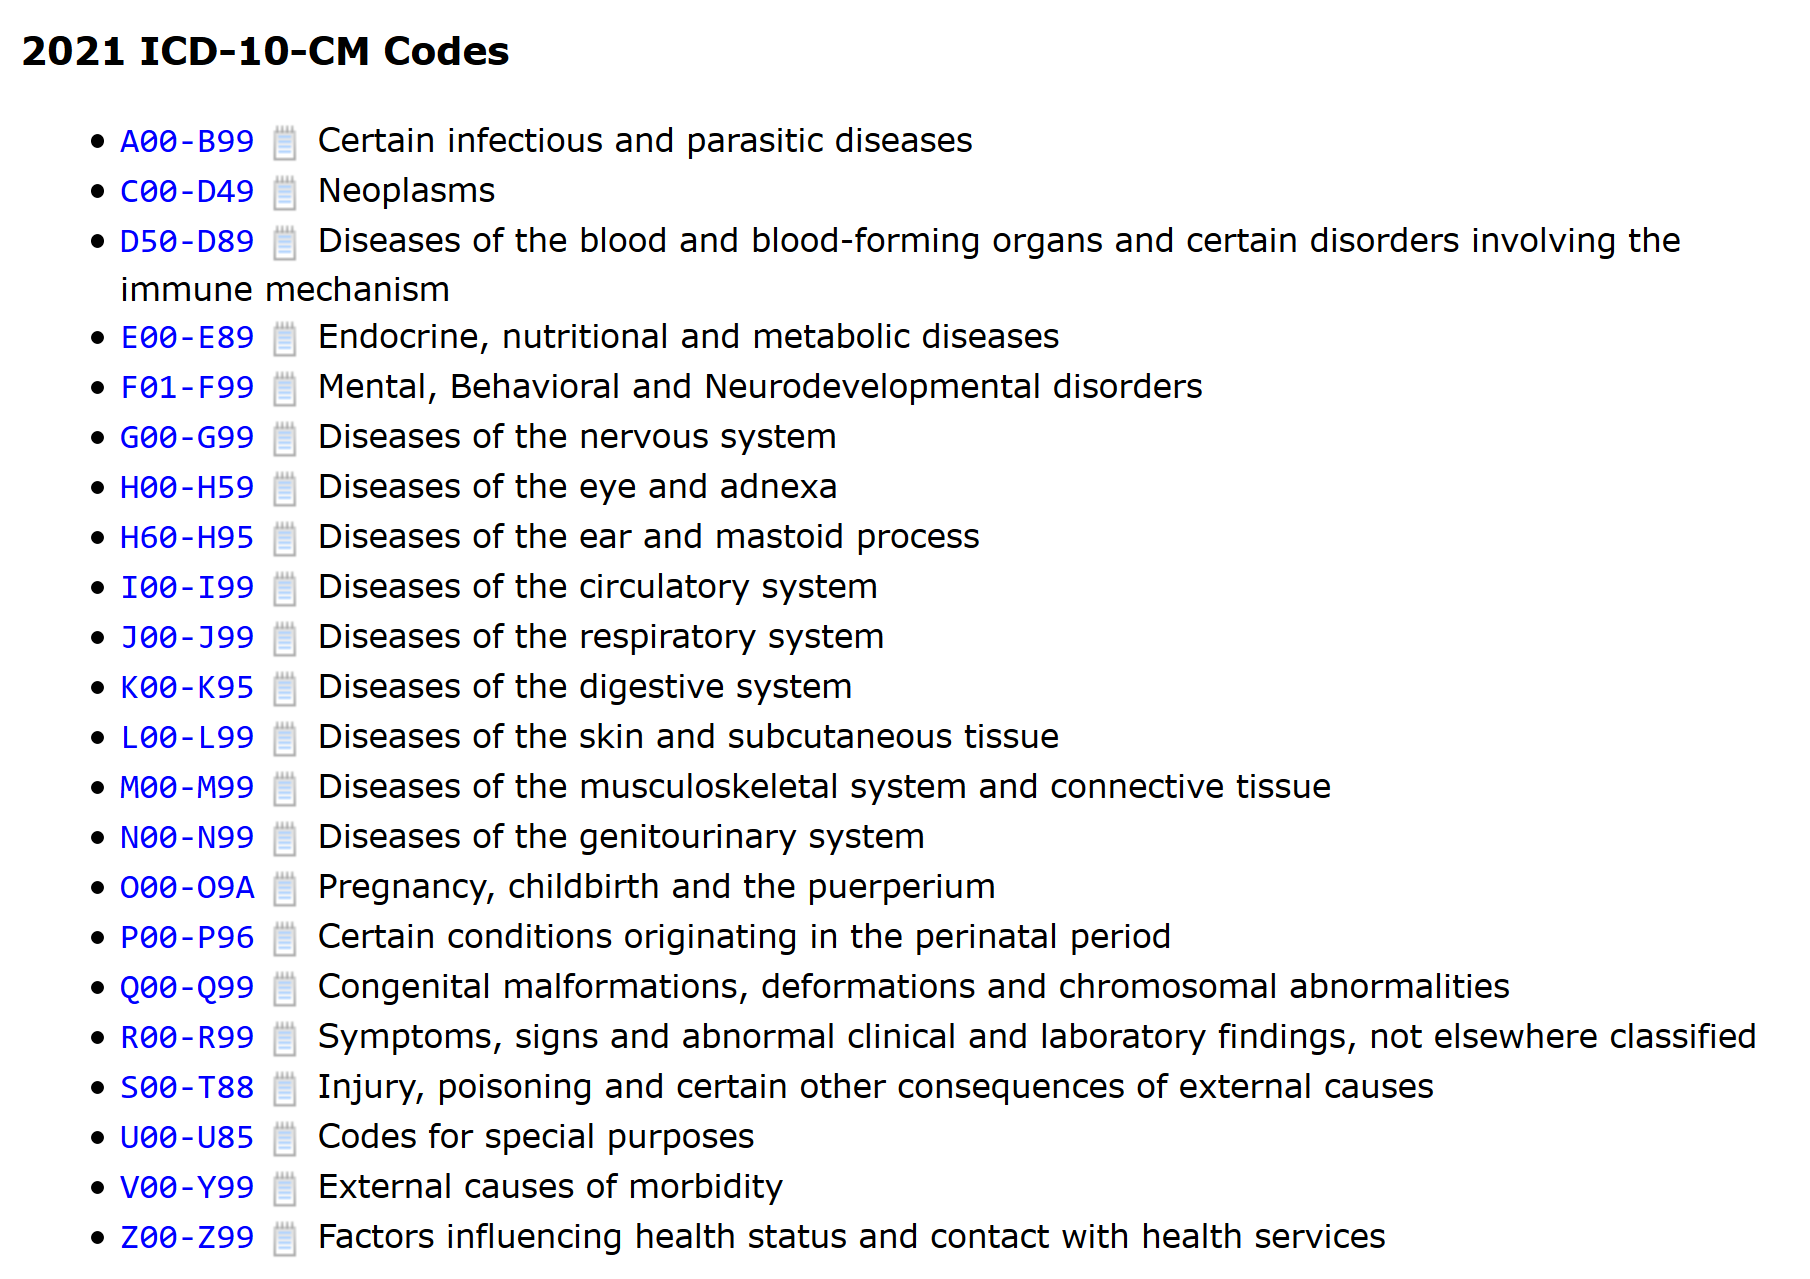 2021 ICD-10-CM Codes
A00-B99 Certain infectious and parasitic diseases
C00-D49 Neoplasms
D50-D89 Diseases of the blood and blood-forming organs and certain disorders involving the
immune mechanism
E00-E89 Endocrine, nutritional and metabolic diseases
F01-F99 Mental, Behavioral and Neurodevelopmental disorders
G00-G99 Diseases of the nervous system
H00-H59 Diseases of the eye and adnexa
H60-H95 Diseases of the ear and mastoid process
I00-I99 Diseases of the circulatory system
J00-J99 Diseases of the respiratory system
K00-K95 Diseases of the digestive system
L00-L99 Diseases of the skin and subcutaneous tissue
M00-M99 Diseases of the musculoskeletal system and connective tissue
N00-N99 Diseases of the genitourinary system
O00-O9A Pregnancy, childbirth and the puerperium
P00-P96 Certain conditions originating in the perinatal period
Q00-Q99 Congenital malformations, deformations and chromosomal abnormalities
R00-R99 Symptoms, signs and abnormal clinical and laboratory findings, not elsewhere classified
S00-T88 Injury, poisoning and certain other consequences of external causes
U00-U85 Codes for special purposes
V00-Y99 External causes of morbidity
Z00-Z99 Factors influencing health status and contact with health services